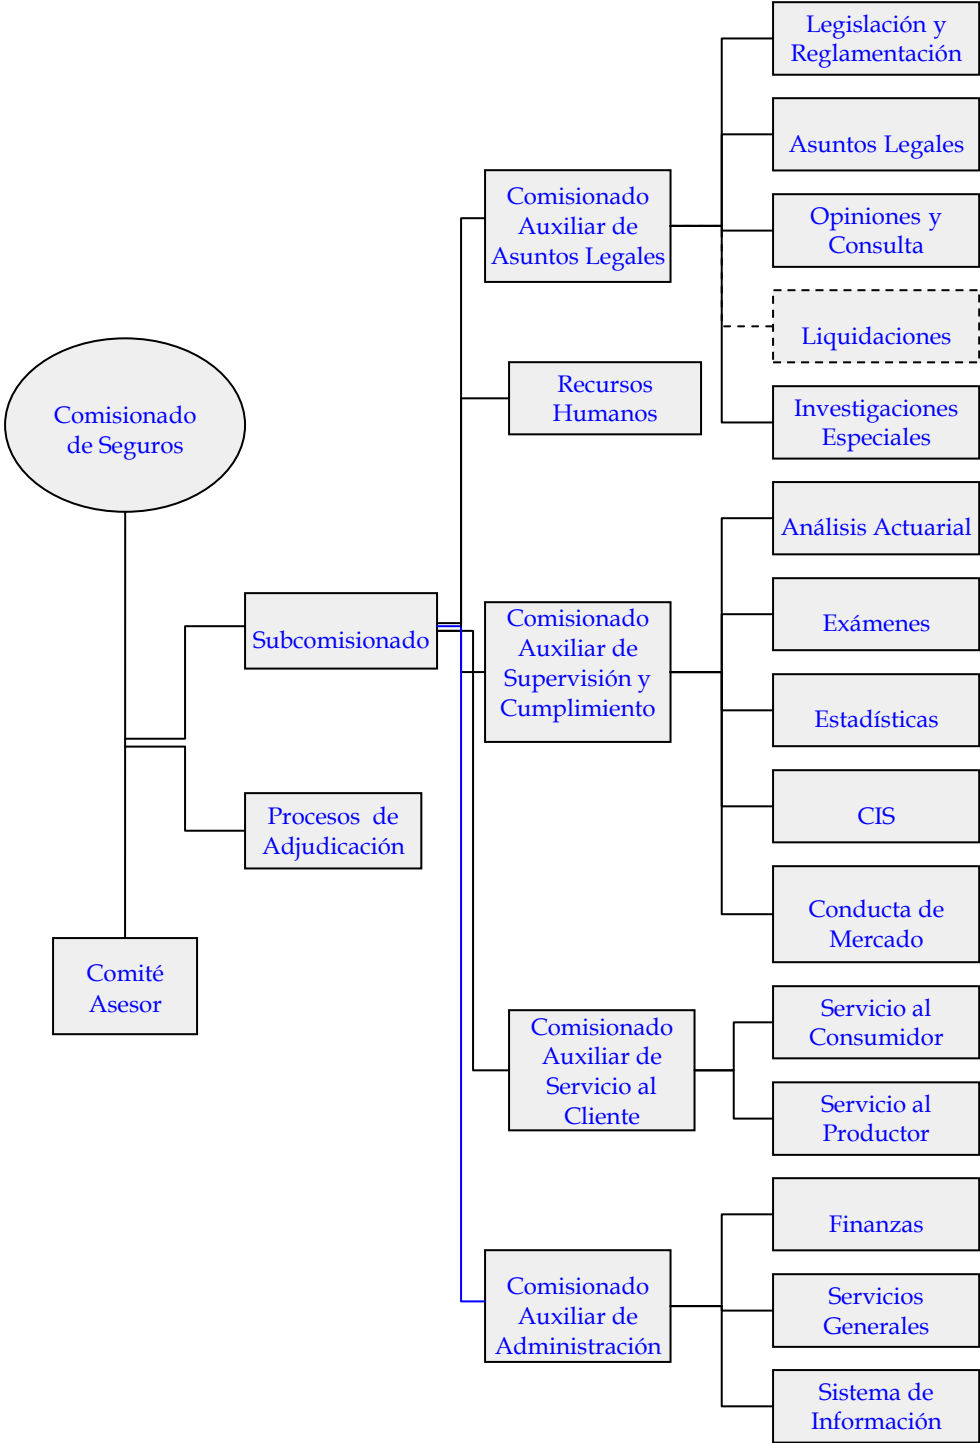 Comisionado
de Seguros
Comité
Asesor
Subcomisionado
Procesos de
Adjudicación
Comisionado
Auxiliar de
Asuntos Legales
Recursos
Humanos
Comisionado
Auxiliar de
Supervisión y
Cumplimiento
Comisionado
Auxiliar de
Servicio al
Cliente
Comisionado
Auxiliar de
Administración
Legislación y
Reglamentación
Asuntos Legales
Opiniones y
Consulta
Liquidaciones
Investigaciones
Especiales
Análisis Actuarial
Exámenes
Estadísticas
CIS
Conducta de
Mercado
Servicio al
Consumidor
Servicio al
Productor
Finanzas
Servicios
Generales
Sistema de
Información